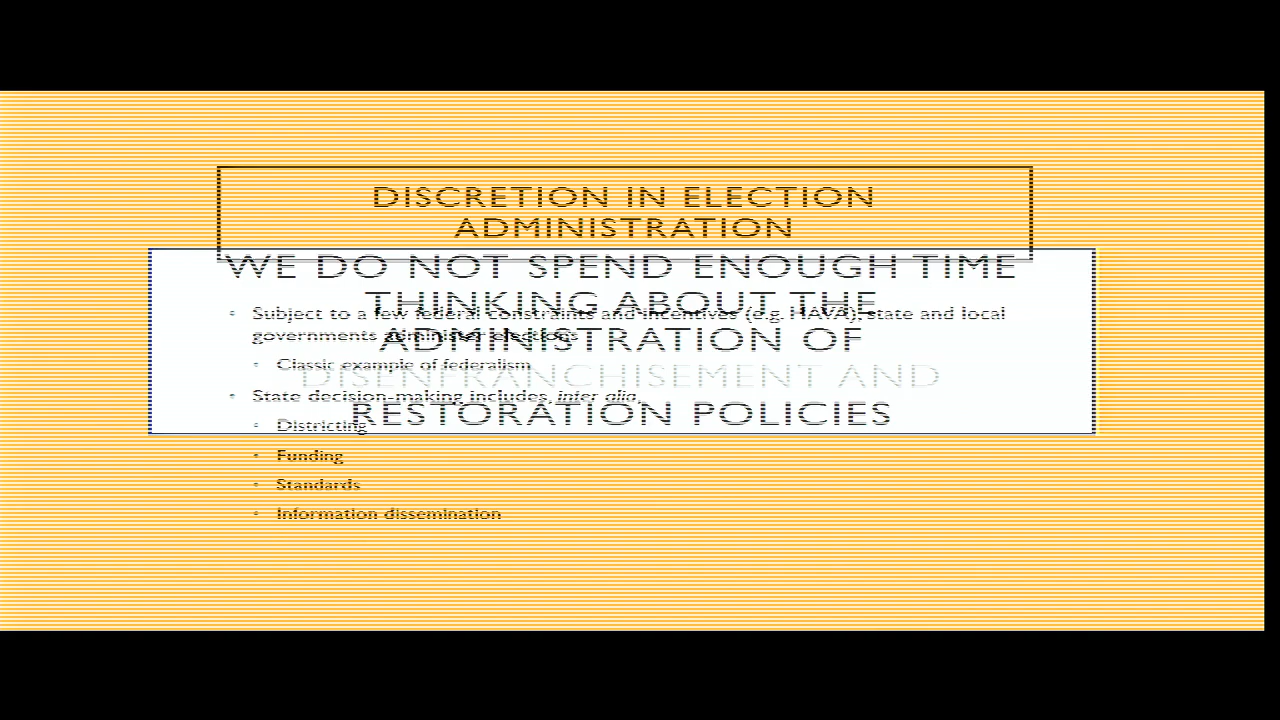 DISCRETION IN ELECTION
ADMINISTRATION
WE DO NOT SPEND ENOUGH TIME
THINKING ABOUT THE
ADMINISTRATION OF
DISENFRANCHISEMENT AND
RESTORATION POLICIES
Subject to a few federal constraints and incentives (e.g. HAVA), state and local
governments administer elections
Classic example of federalism
State decision-making includes, inter alia,
Districting
Funding
Standards
Information dissemination